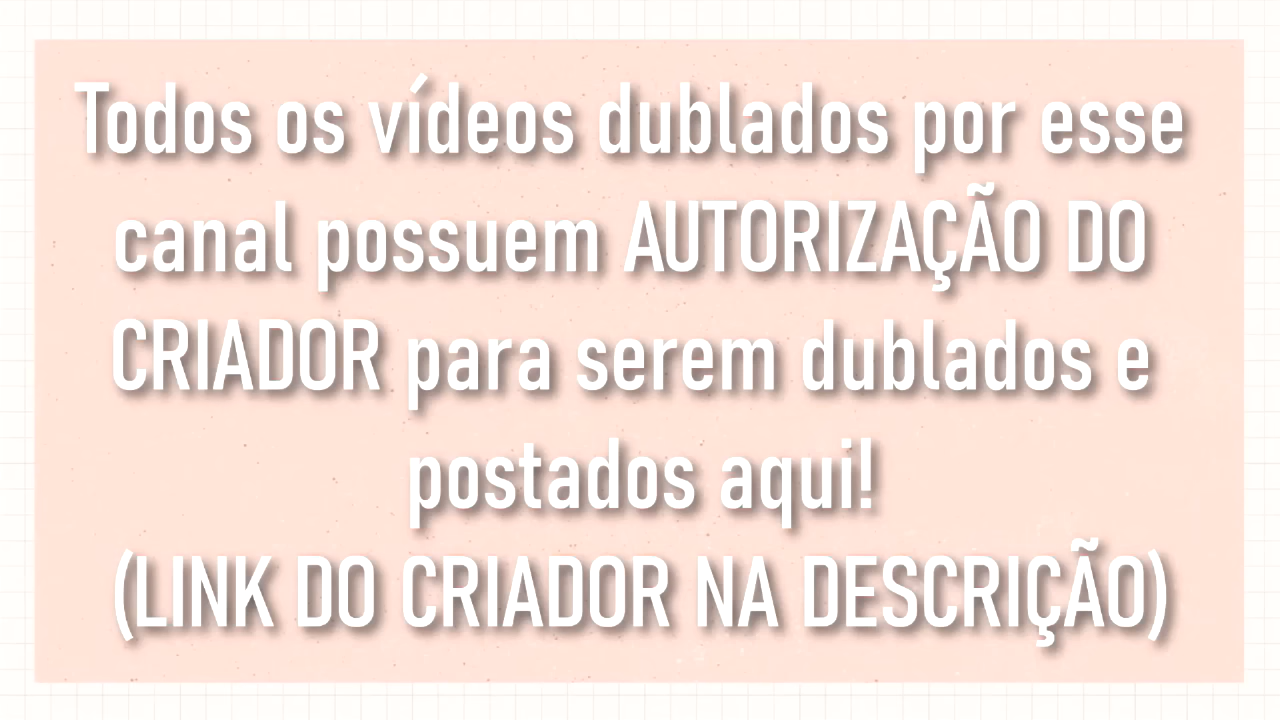 Todos os vídeos dublados por esse
canal possuem AUTORIZAÇÃO DO
CRIADOR para serem dublados e
postados aqui!
(LINK DO CRIADOR NA DESCRIÇÃO)